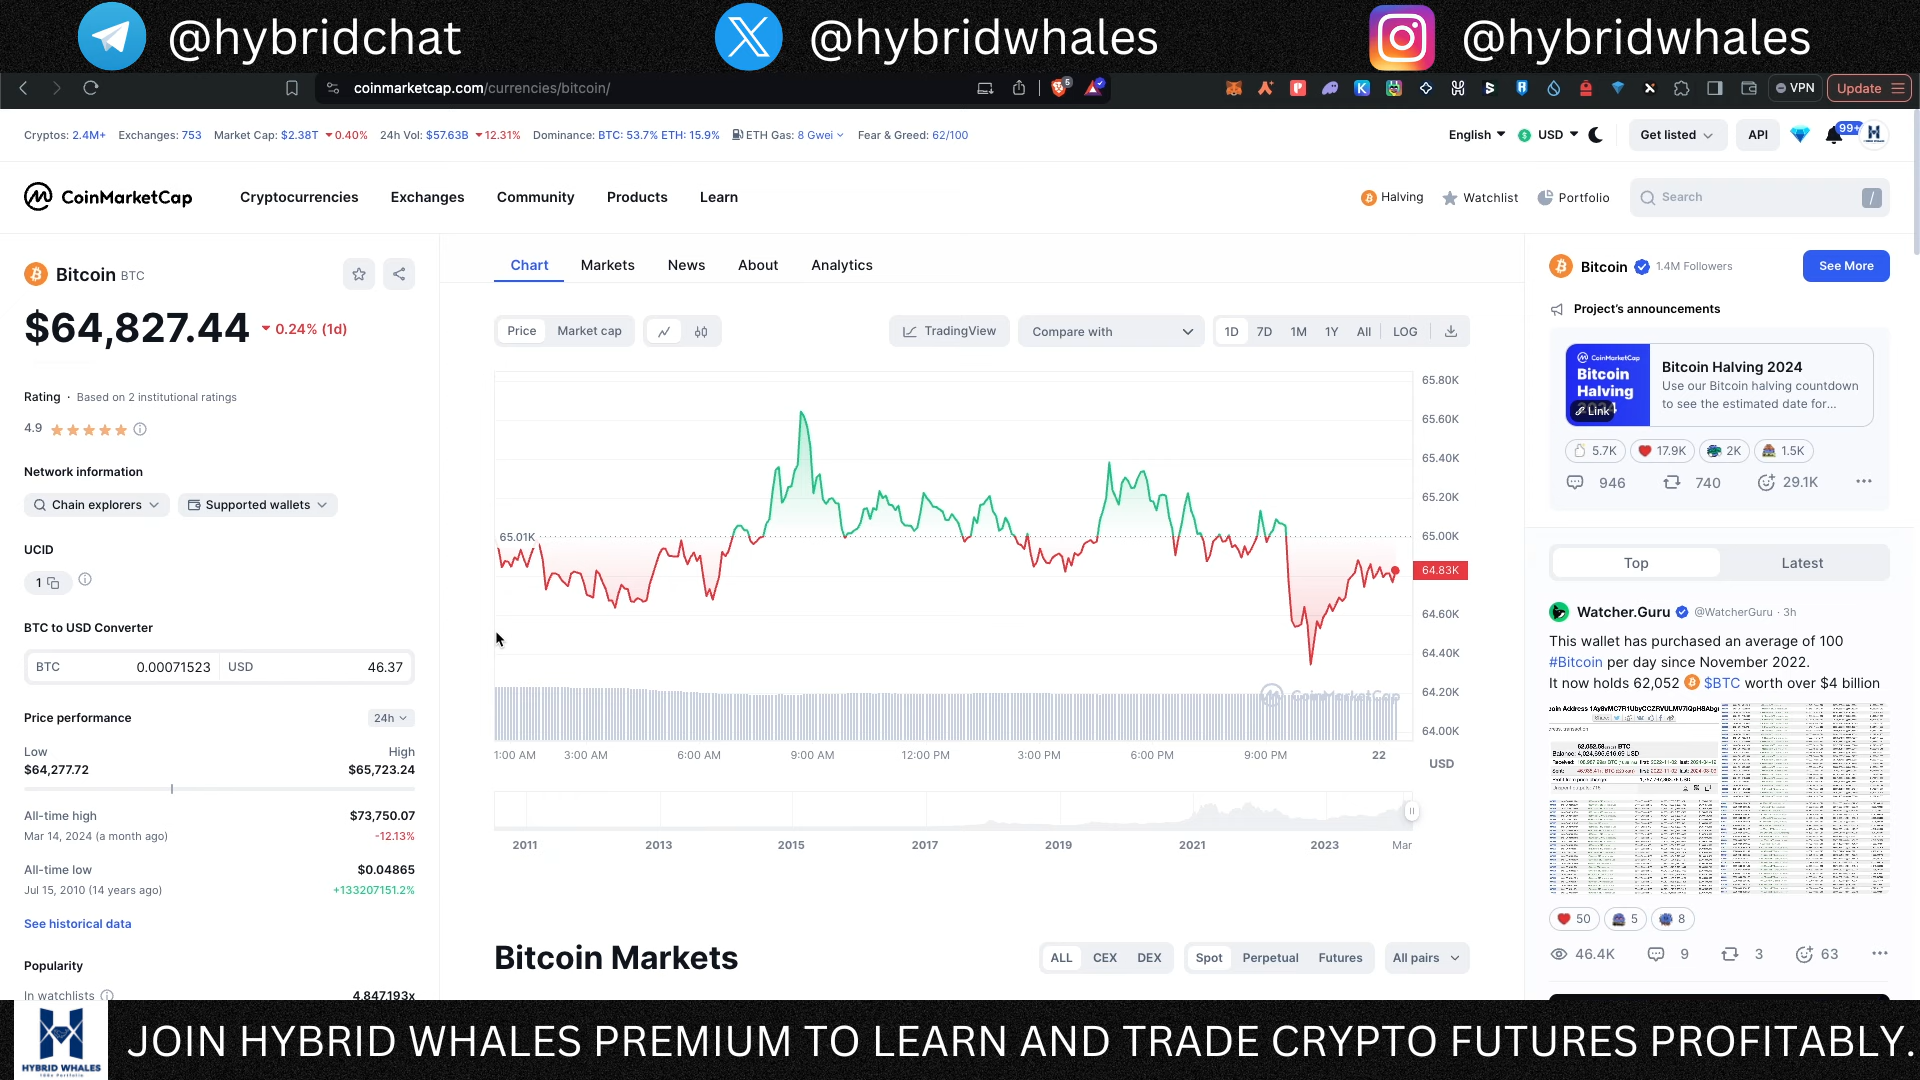 @hybridchat
@hybridwhales
@hybridwhales
coinmarketcap.com/currencies/bitcoin/
5
VPN
Update
Cryptos: 2.4M+ Exchanges: 753 Market Cap: $2.38T 0.40% 24h Vol: $57.63B 12.31% Dominance: BTC: 53.7% ETH: 15.9% ETH Gas: 8 Gwei Fear & Greed: 62/100
English
USD
Get listed
API
99+
CoinMarketCap
Cryptocurrencies
Exchanges
Community
Products
Learn
Halving
Watchlist
Portfolio
Search
/
Bitcoin BTC
$64,827.44 0.24% (1d)
Rating · Based on 2 institutional ratings
4.9
Network information
Chain explorers
Supported wallets
UCID
1
BTC to USD Converter
BTC 0.00071523 USD 46.37
Price performance
24h
Low High
$64,277.72 $65,723.24
All-time high $73,750.07
Mar 14, 2024 (a month ago) -12.13%
All-time low $0.04865
Jul 15, 2010 (14 years ago) +133207151.2%
See historical data
Popularity
In watchlists 4,847,193x
Chart
Markets
News
About
Analytics
Price
Market cap
TradingView
Compare with
1D 7D 1M 1Y All LOG
65.80K
65.60K
65.40K
65.20K
65.01K
65.00K
64.83K
64.60K
64.40K
64.20K
64.00K
CoinMarketCap
1:00 AM 3:00 AM 6:00 AM 9:00 AM 12:00 PM 3:00 PM 6:00 PM 9:00 PM 22
USD
2011 2013 2015 2017 2019 2021 2023 Mar
Bitcoin Markets
ALL CEX DEX
Spot Perpetual Futures
All pairs
Bitcoin 1.4M Followers
See More
Project's announcements
CoinMarketCap
Bitcoin
Halving
Link
Bitcoin Halving 2024
Use our Bitcoin halving countdown
to see the estimated date for...
5.7K 17.9K 2K 1.5K
946 740 29.1K
Top
Latest
Watcher.Guru @WatcherGuru · 3h
This wallet has purchased an average of 100
#Bitcoin per day since November 2022.
It now holds 62,052 $BTC worth over $4 billion
50 5 8
46.4K 9 3 63
HYBRID WHALES
JOIN HYBRID WHALES PREMIUM TO LEARN AND TRADE CRYPTO FUTURES PROFITABLY.